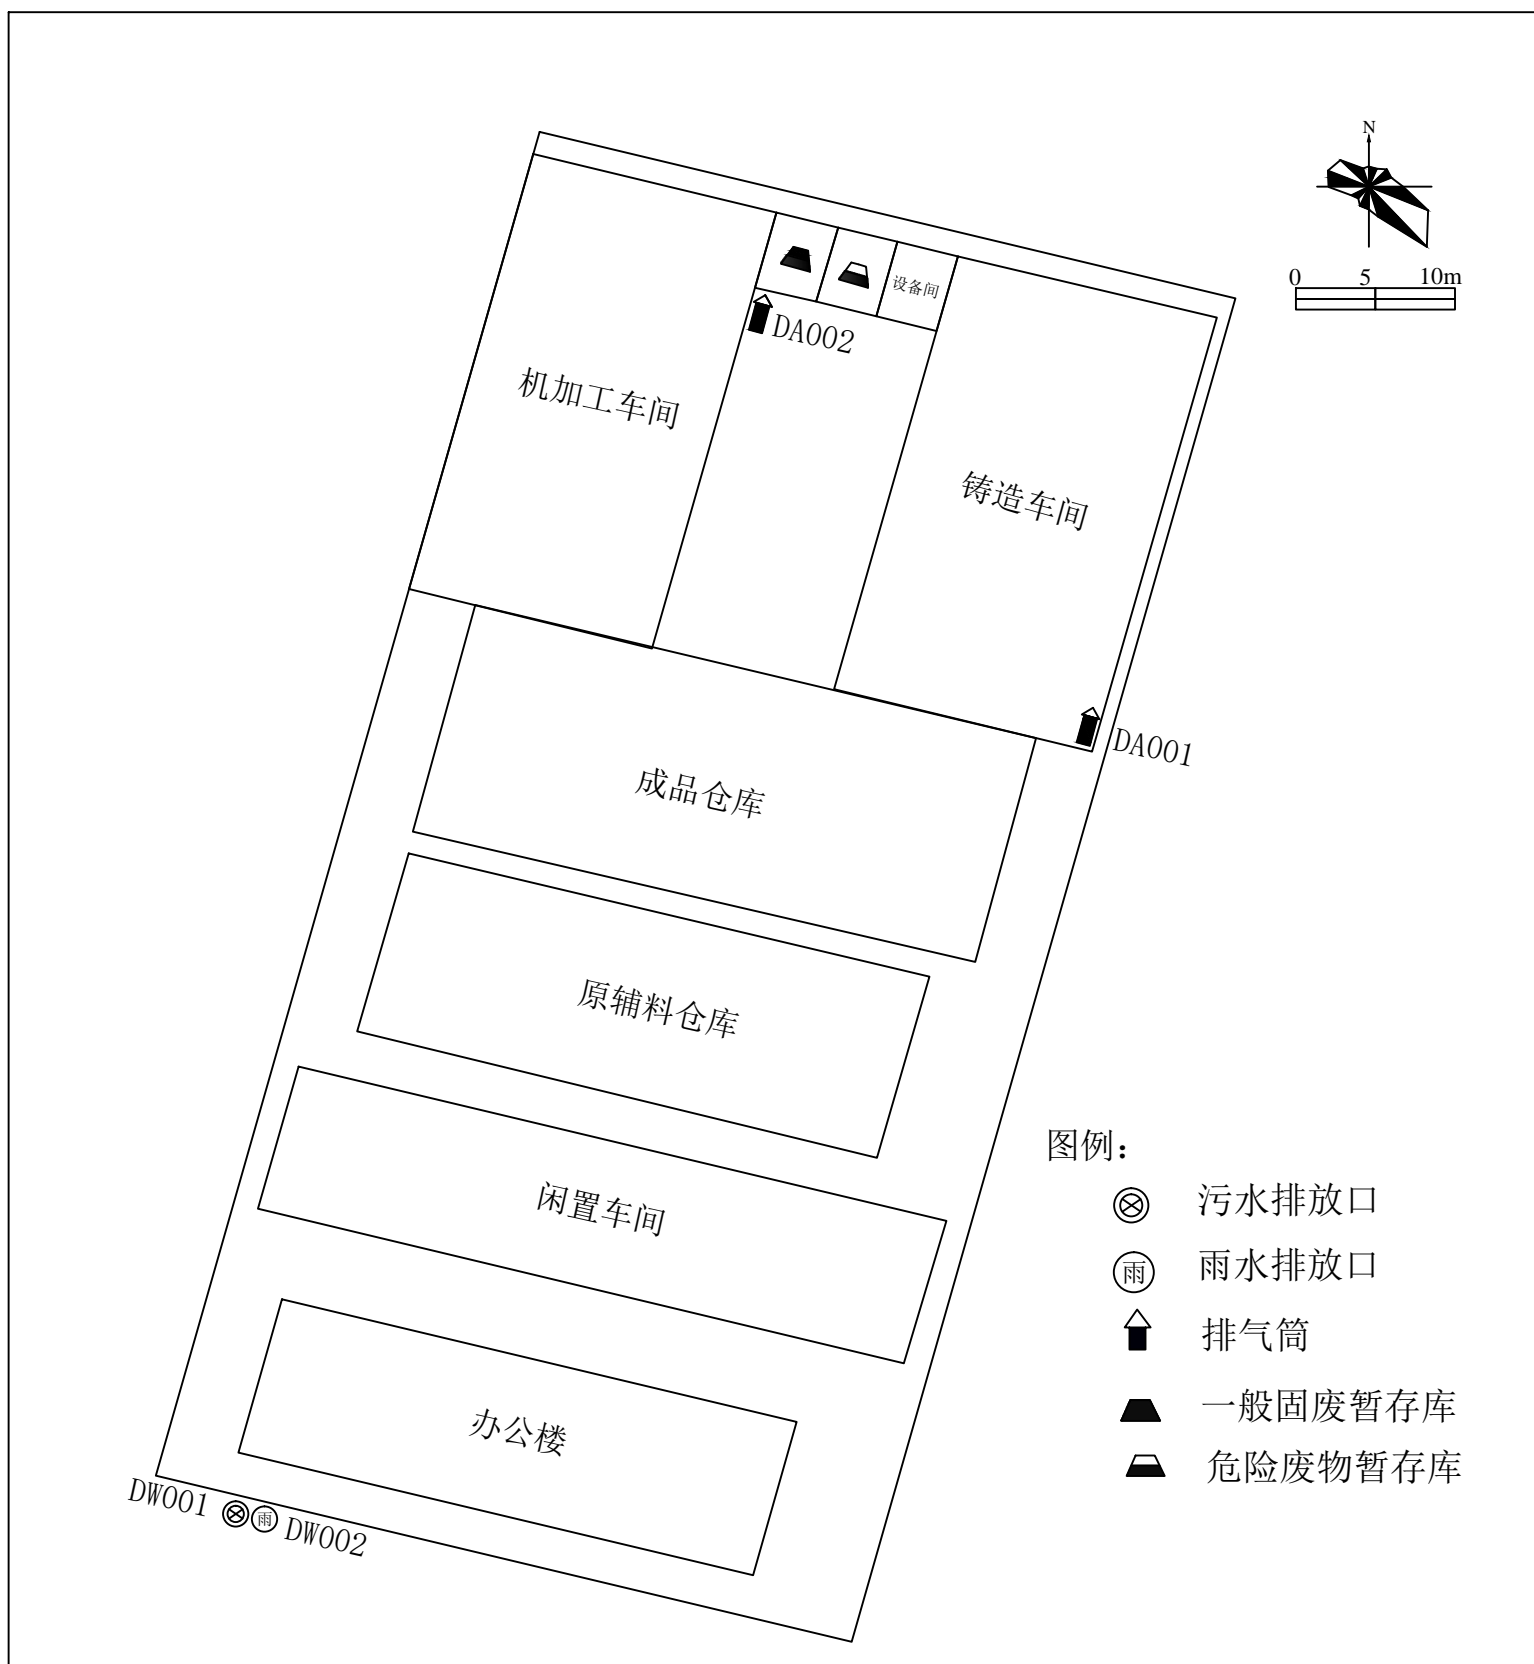 N
0 5 10m
设备间
DA002
机加工车间
铸造车间
DA001
成品仓库
原辅料仓库
闲置车间
办公楼
DW001
雨
DW002
图例：
污水排放口
雨 雨水排放口
排气筒
一般固废暂存库
危险废物暂存库